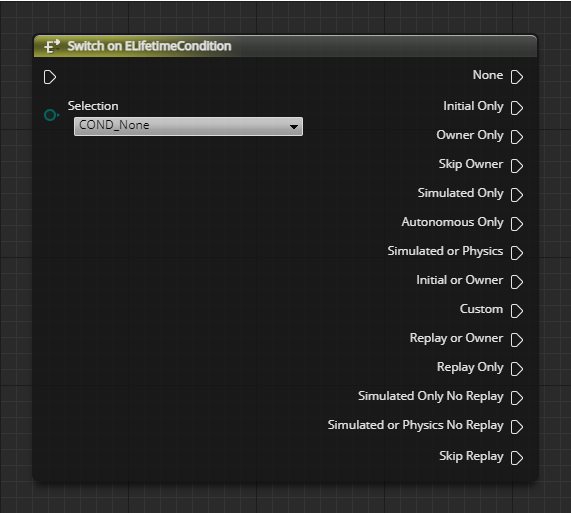 Switch on ELifetimeCondition
None
Selection
COND_None
Initial Only
Owner Only
Skip Owner
Simulated Only
Autonomous Only
Simulated or Physics
Initial or Owner
Custom
Replay or Owner
Replay Only
Simulated Only No Replay
Simulated or Physics No Replay
Skip Replay